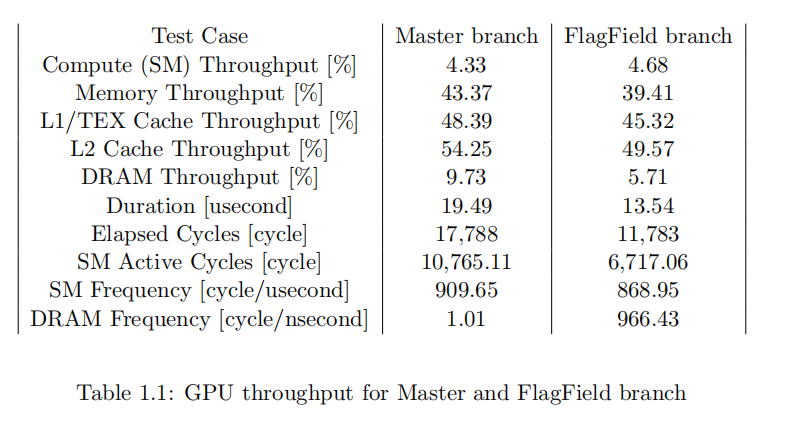 Test Case Master branch FlagField branch
Compute (SM) Throughput [%] 4.33 4.68
Memory Throughput [%] 43.37 39.41
L1/TEX Cache Throughput [%] 48.39 45.32
L2 Cache Throughput [%] 54.25 49.57
DRAM Throughput [%] 9.73 5.71
Duration [usecond] 19.49 13.54
Elapsed Cycles [cycle] 17,788 11,783
SM Active Cycles [cycle] 10,765.11 6,717.06
SM Frequency [cycle/usecond] 909.65 868.95
DRAM Frequency [cycle/nsecond] 1.01 966.43
Table 1.1: GPU throughput for Master and FlagField branch